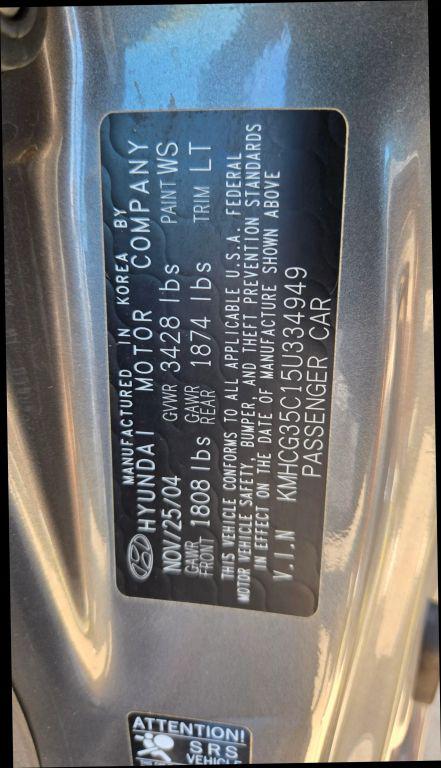 MANUFACTURED IN KOREA BY
HYUNDAI MOTOR COMPANY
NOV/25/04 GVWR 3428 lbs PAINT WS
GAWR FRONT 1808 lbs GAWR REAR 1874 lbs TRIM LT
THIS VEHICLE CONFORMS TO ALL APPLICABLE U.S.A. FEDERAL
MOTOR VEHICLE SAFETY, BUMPER, AND THEFT PREVENTION STANDARDS
IN EFFECT ON THE DATE OF MANUFACTURE SHOWN ABOVE
V.I.N KMHCG35C15U334949
PASSENGER CAR
ATTENTION!
SRS
VEHICLE